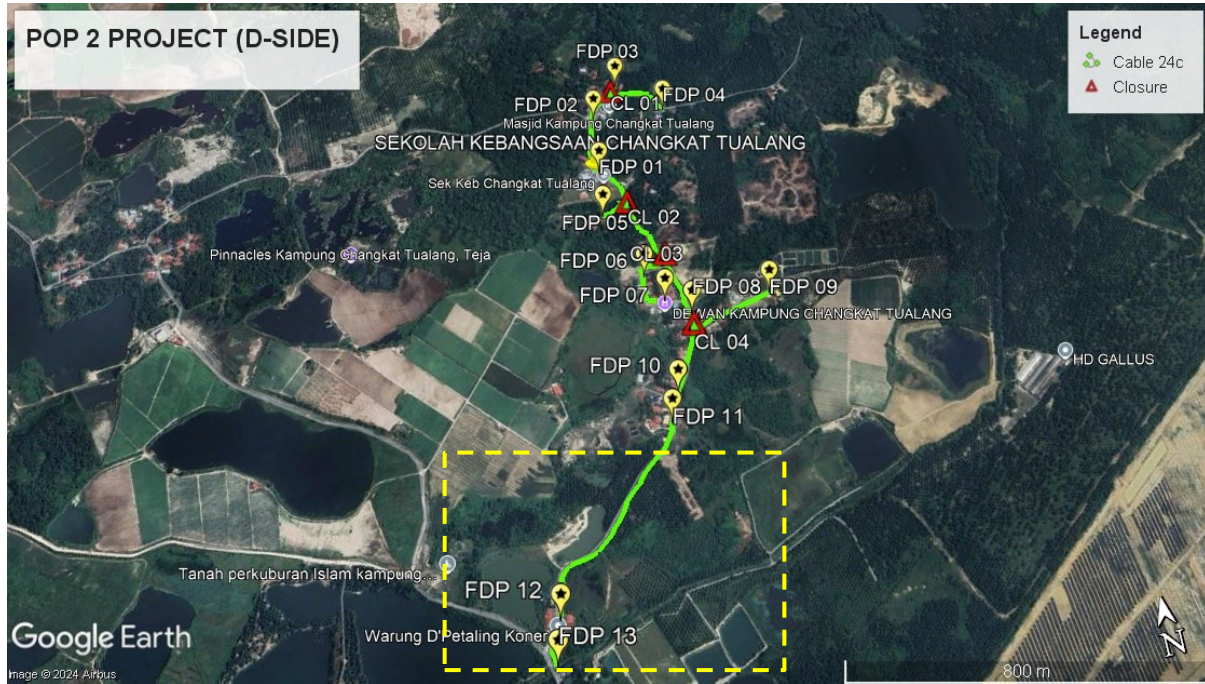 POP 2 PROJECT (D-SIDE)
Legend
Cable 24c
Closure
FDP 03
FDP 04
FDP 02
CL 01
Masjid Kampung Changkat Tualang
SEKOLAH KEBANGSAAN CHANGKAT TUALANG
FDP 01
Sek Keb Changkat Tualang
FDP 05
CL 02
Pinnacles Kampung Changkat Tualang, Teja
FDP 06
CL 03
FDP 07
FDP 08
FDP 09
DEWAN KAMPUNG CHANGKAT TUALANG
CL 04
HD GALLUS
FDP 10
FDP 11
Tanah perkuburan Islam kampung...
FDP 12
Warung D'Petaling Koner
FDP 13
Google Earth
Image © 2024 Airbus
800 m
N
H